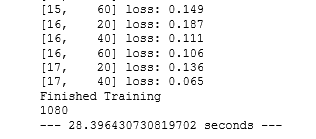 [15,    60] loss: 0.149
[16,    20] loss: 0.187
[16,    40] loss: 0.111
[16,    60] loss: 0.106
[17,    20] loss: 0.136
[17,    40] loss: 0.065
Finished Training
1080
--- 28.396430730819702 seconds ---